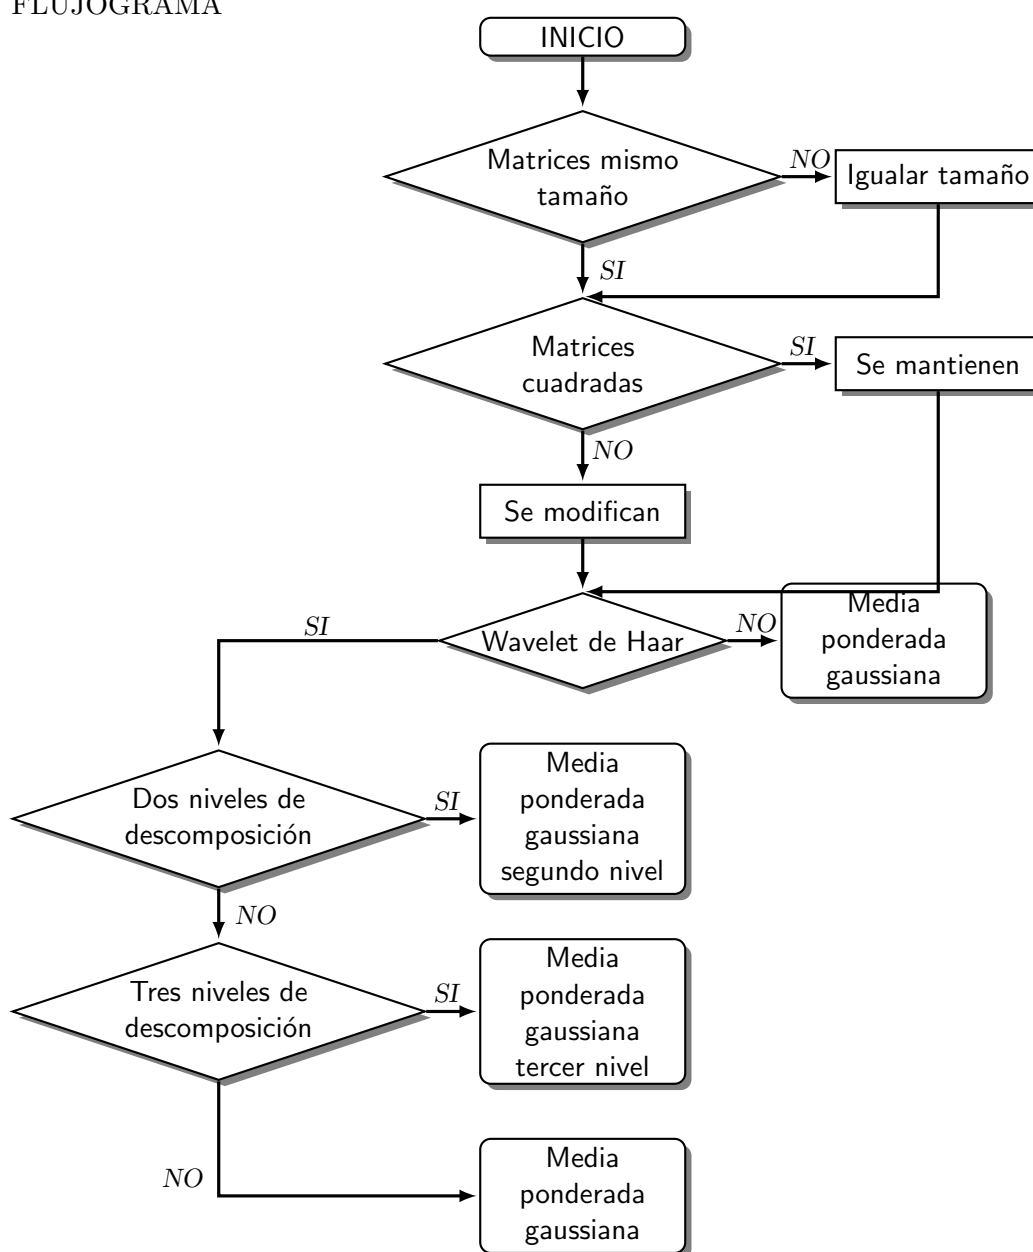 FLUJOGRAMA
INICIO
Matrices mismo
tamaño
NO
Igualar tamaño
SI
Matrices
cuadradas
SI
Se mantienen
NO
Se modifican
Wavelet de Haar
NO
Media
ponderada
gaussiana
SI
Dos niveles de
descomposición
SI
Media
ponderada
gaussiana
segundo nivel
NO
Tres niveles de
descomposición
SI
Media
ponderada
gaussiana
tercer nivel
NO
Media
ponderada
gaussiana